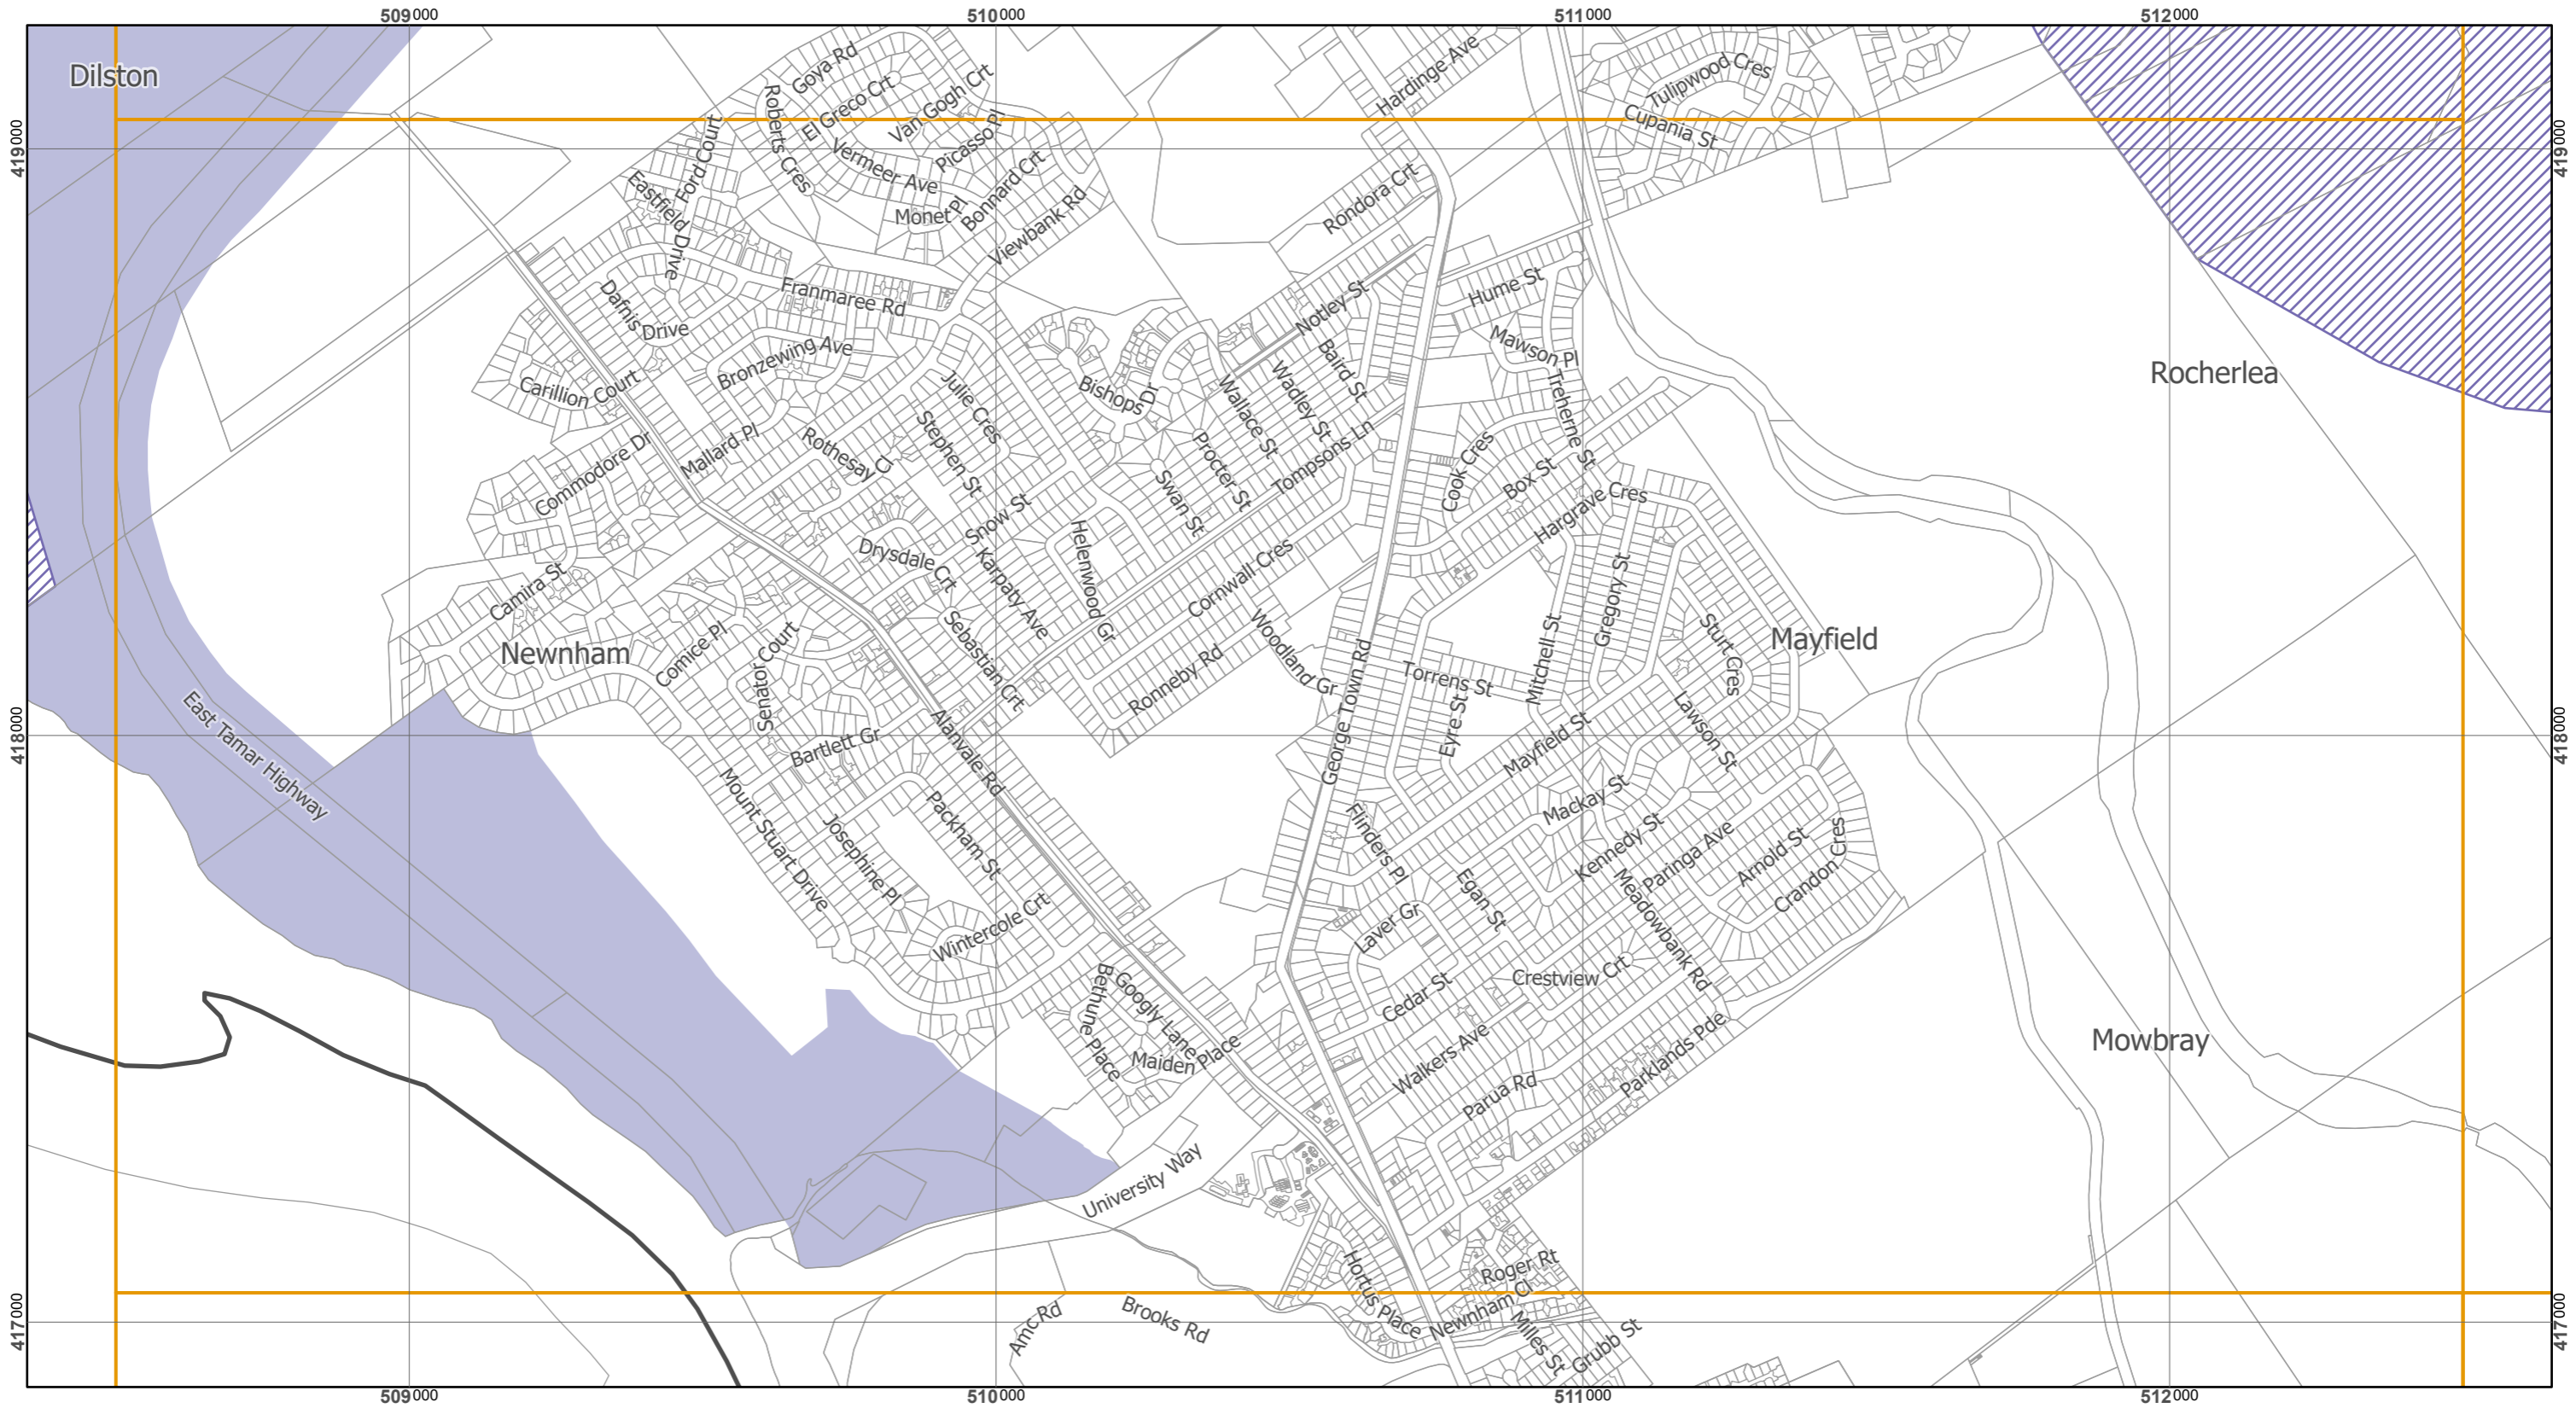 509000
510000
511000
512000
Dilston
Goya Rd
El Greco Crt
Van Gogh Crt
Hardinge Ave
Tulipwood Cres
Cupania St
419000
419000
Ford Court
Roberts Cres
Vermeer Ave
Picasso Pl
Bonnard Crt
Monet Pl
Viewbank Rd
Rondora Crt
Eastfield Drive
Dafnis Drive
Franmaree Rd
Notley St
Hume St
Mawson Pl
Rocherlea
Bronzewing Ave
Carillion Court
Julie Cres
Bishops Dr
Baird St
Wadley St
Wallace St
Treherne St
Mallard Pl
Rothesay Cl
Stephen St
Procter St
Tompsons Ln
Cook Cres
Box St
Commodore Dr
Swan St
Snow St
Hargrave Cres
Drysdale Crt
Karpaty Ave
Helenwood Gr
Cornwall Cres
Camira St
Gregory St
Mitchell St
Newnham
Comice Pl
Senator Court
Sebastian Crt
Woodland Gr
Ronneby Rd
Torrens St
Sturt Cres
Mayfield
East Tamar Highway
418000
418000
Bartlett Gr
Alanvale Rd
George Town Rd
Eyre St
Mayfield St
Lawson St
Mount Stuart Drive
Josephine Pl
Packham St
Flinders Pl
Mackay St
Kennedy St
Paringa Ave
Arnold St
Crandon Cres
Wintercole Crt
Laver Gr
Egan St
Meadowbank Rd
Crestview Crt
Cedar St
Bethune Place
Googly Lane
Maiden Place
Walkers Ave
Parua Rd
Parklands Pde
Mowbray
University Way
Hortus Place
Roger Rt
Newnham Cl
Milles St
Grubb St
Amc Rd
Brooks Rd
417000
417000
509000
510000
511000
512000